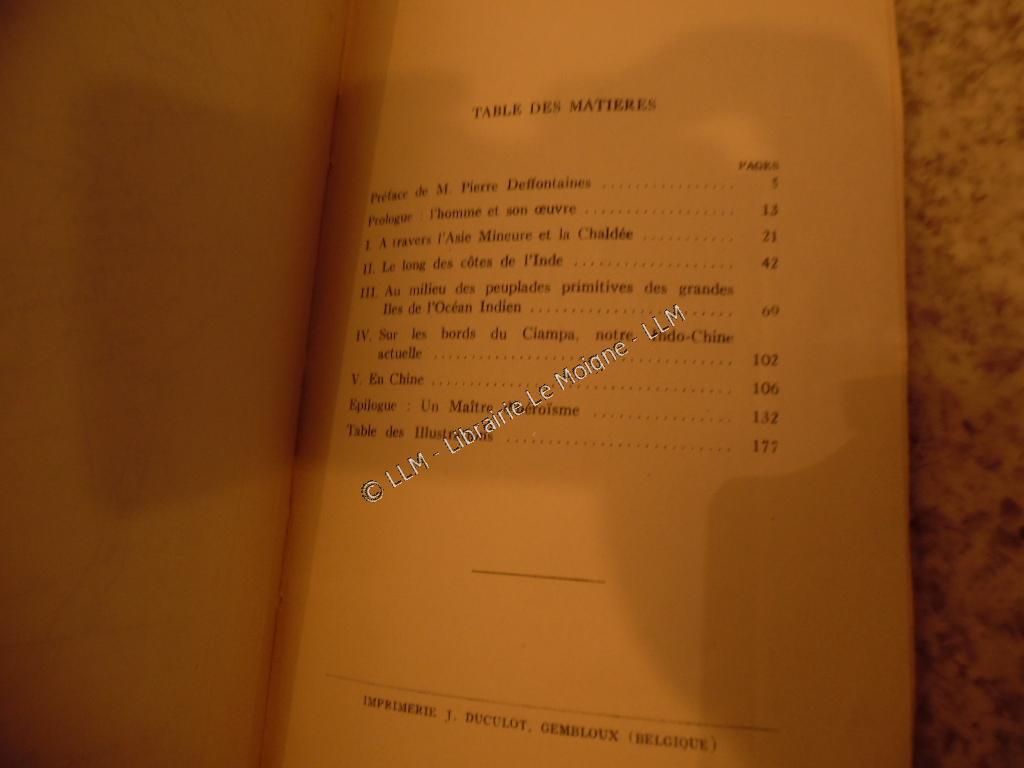 TABLE DES MATIERES
PAGES
Préface de M. Pierre Deffontaines ................ 5
Prologue : l'homme et son œuvre .................. 13
I. A travers l'Asie Mineure et la Chaldée ........... 21
II. Le long des côtes de l'Inde .................... 42
III. Au milieu des peuplades primitives des grandes
Iles de l'Océan Indien ........................ 69
IV. Sur les bords du Ciampa, notre Indo-Chine
actuelle .................................... 102
V. En Chine .................................... 106
Epilogue : Un Maître d'héroïsme ................. 132
Table des Illustrations ........................... 177
© LLM - Librairie Le Moigne - LLM
IMPRIMERIE J. DUCULOT, GEMBLOUX (BELGIQUE)